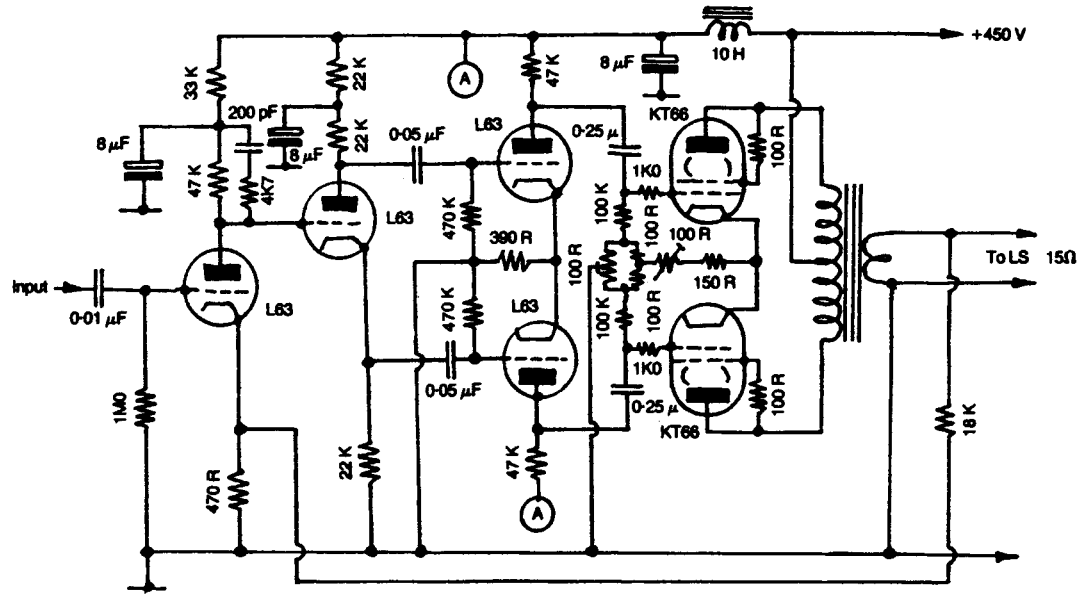 +450 V
10 H
8 µF
A
33 K
22 K
47 K
200 pF
8 µF
22 K
8 µF
0·05 µF
L63
0·25 µ
KT66
100 R
47 K
4K7
L63
1K0
100 K
100 R
100 R
470 K
390 R
100 R
150 R
To LS 15Ω
Input
0·01 µF
L63
470 K
L63
100 K
100 R
1K0
0·05 µF
0·25 µ
100 R
KT66
1M0
18 K
470 R
22 K
47 K
A